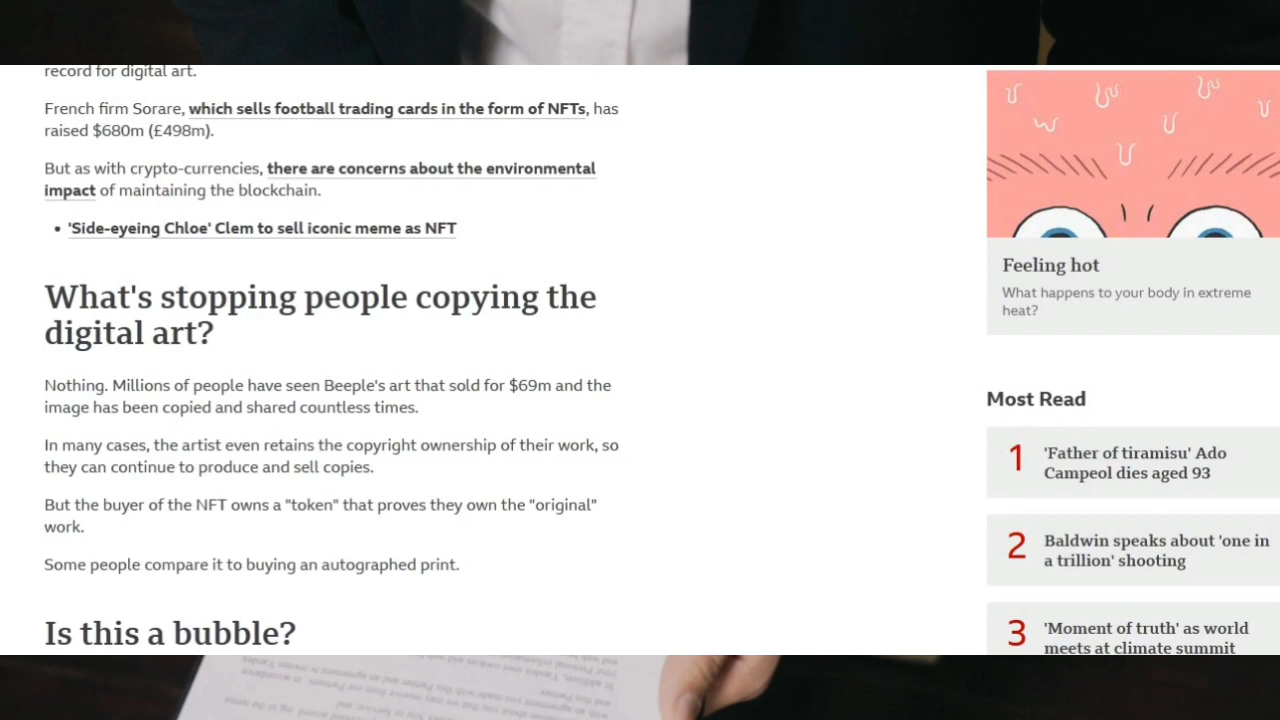 record for digital art.
French firm Sorare, which sells football trading cards in the form of NFTs, has
raised $680m (£498m).
But as with crypto-currencies, there are concerns about the environmental
impact of maintaining the blockchain.
• 'Side-eyeing Chloe' Clem to sell iconic meme as NFT
What's stopping people copying the
digital art?
Nothing. Millions of people have seen Beeple's art that sold for $69m and the
image has been copied and shared countless times.
In many cases, the artist even retains the copyright ownership of their work, so
they can continue to produce and sell copies.
But the buyer of the NFT owns a "token" that proves they own the "original"
work.
Some people compare it to buying an autographed print.
Is this a bubble?
Feeling hot
What happens to your body in extreme
heat?
Most Read
1 'Father of tiramisu' Ado
Campeol dies aged 93
2 Baldwin speaks about 'one in
a trillion' shooting
3 'Moment of truth' as world
meets at climate summit